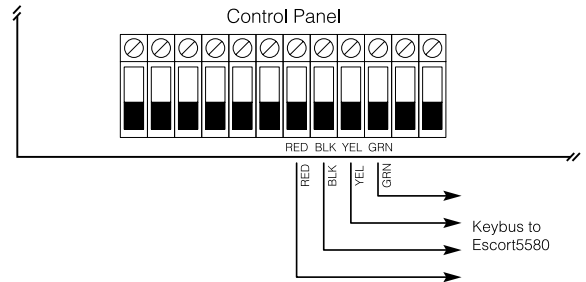 Control Panel
RED BLK YEL GRN
RED
BLK
YEL
GRN
Keybus to
Escort5580